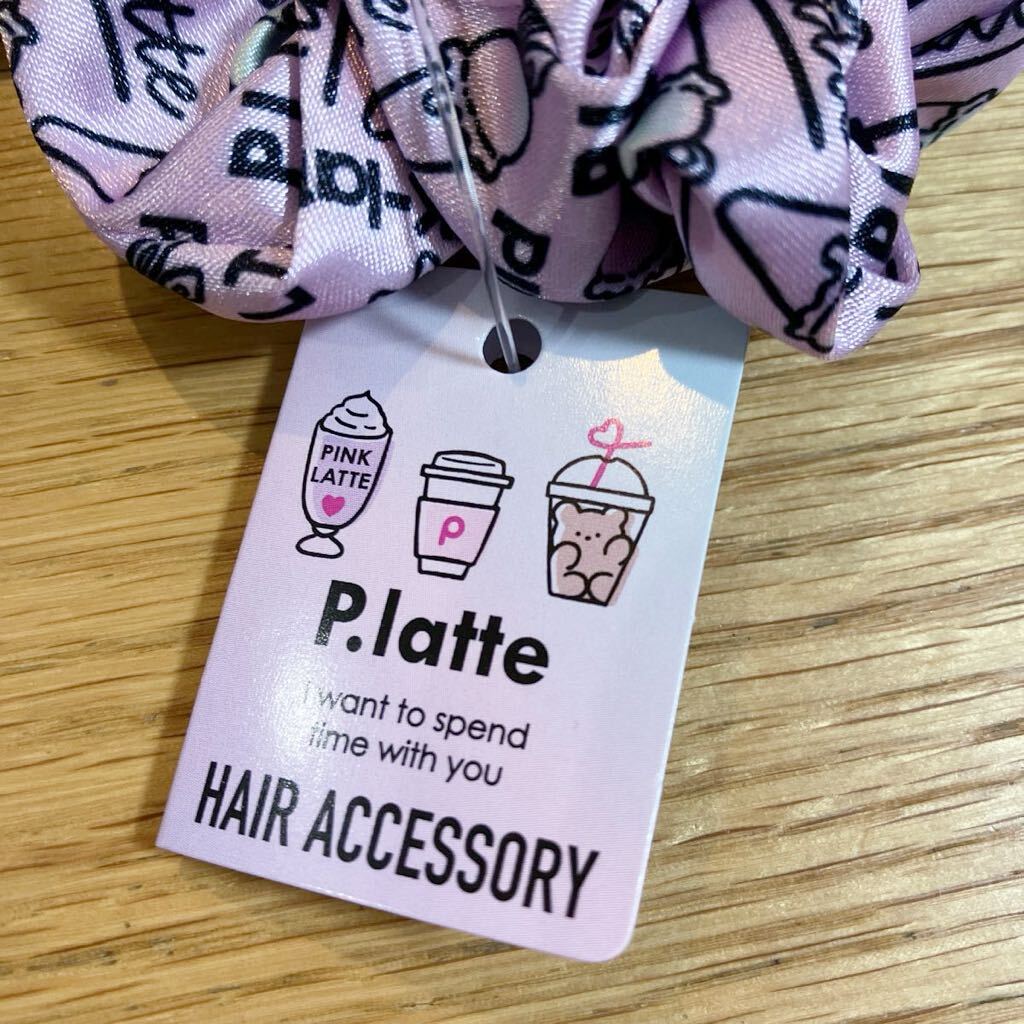 PINK
LATTE
P
P.latte
I want to spend
time with you
HAIR ACCESSORY